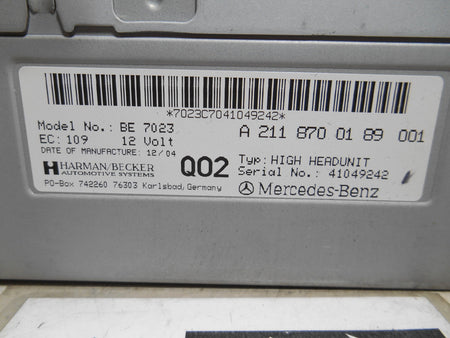 *7023C7041049242*
Model No.: BE 7023
A 211 870 01 89 001
EC: 109 12 Volt
DATE OF MANUFACTURE: 12/04
HARMAN/BECKER
AUTOMOTIVE SYSTEMS
Q02
Typ: HIGH HEADUNIT
Serial No.: 41049242
PO-Box 742260 76303 Karlsbad, Germany
Mercedes-Benz